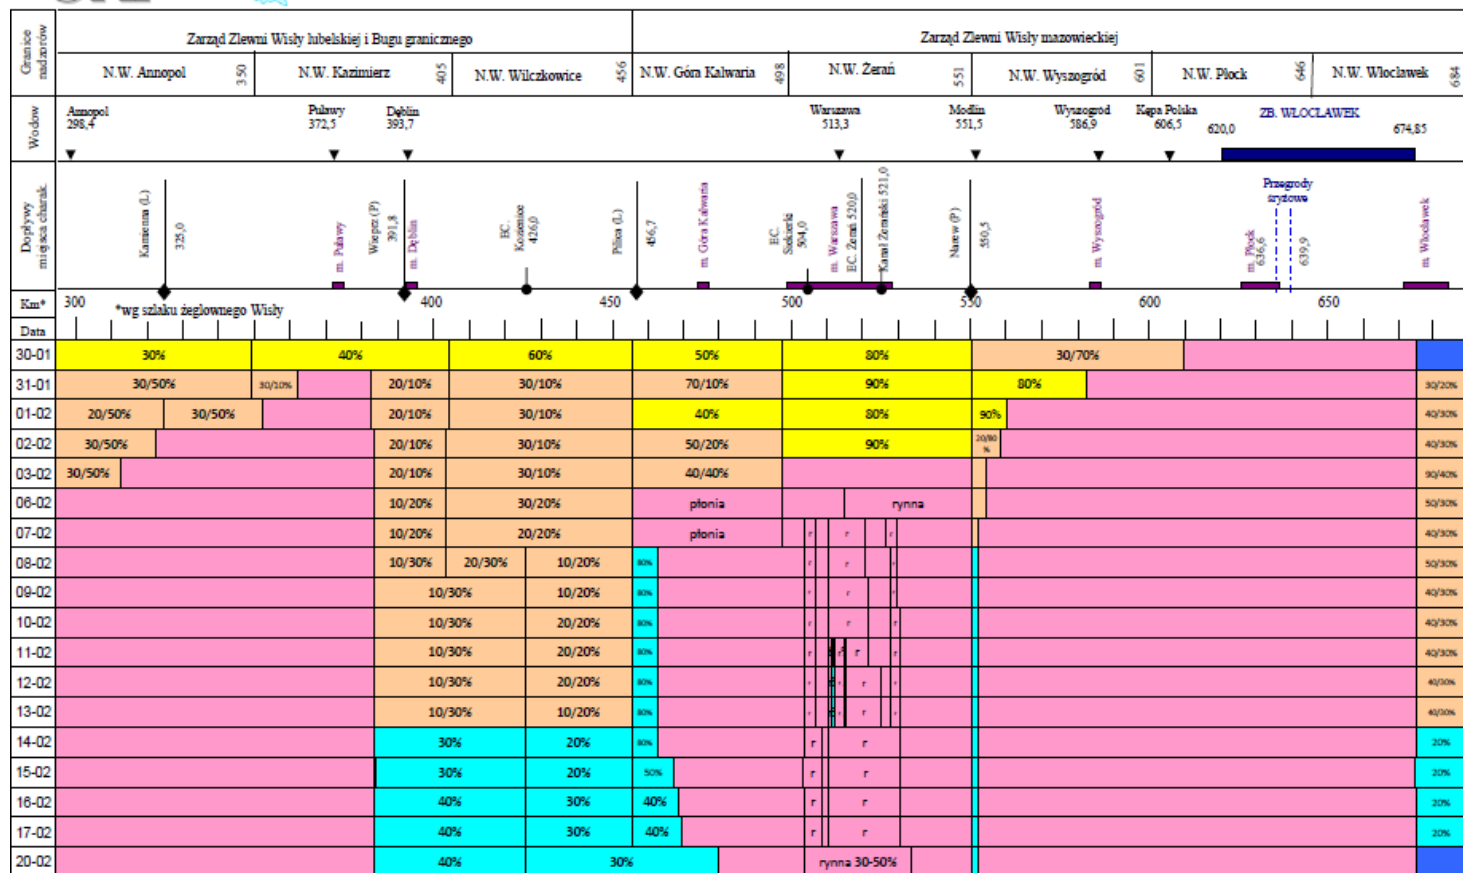 Granice nadzorów
Zarząd Zlewni Wisły lubelskiej i Bugu granicznego
Zarząd Zlewni Wisły mazowieckiej
N.W. Annopol 350 N.W. Kazimierz 405 N.W. Wilczkowice 456 N.W. Góra Kalwaria 498 N.W. Żerań 551 N.W. Wyszogród 601 N.W. Płock 646 N.W. Włocławek 684
Wodow
Annopol 298,4
Puławy 372,5
Dęblin 393,7
Warszawa 513,3
Modlin 551,5
Wyszogród 586,9
Kępa Polska 606,5
ZB. WŁOCŁAWEK
620,0 674,85
Dopływy miejsca charak.
Kamienna (L) 325,0
m. Puławy
Wieprz (P) 391,8
m. Dęblin
EC. Kozienice 426,0
Pilica (L) 456,7
m. Góra Kalwaria
EC. Siekierki 504,0
m. Warszawa
EC. Żerań 520,0
Kanał Żerański 521,0
Narew (P) 550,5
m. Wyszogród
m. Płock 636,6
Przegrody śryżowe
639,9
m. Włocławek
Km* 300 400 450 500 550 600 650
*wg szlaku żeglownego Wisły
Data
30-01 30% 40% 60% 50% 80% 30/70%
31-01 30/50% 30/10% 20/10% 30/10% 70/10% 90% 80% 30/20%
01-02 20/50% 30/50% 20/10% 30/10% 40% 80% 90% 40/30%
02-02 30/50% 20/10% 30/10% 50/20% 90% 20/80 % 40/30%
03-02 30/50% 20/10% 30/10% 40/40% 90/40%
06-02 10/20% 30/20% płonia rynna 50/30%
07-02 10/20% 20/20% płonia r r r 40/30%
08-02 10/30% 20/30% 10/20% 80% r r r 50/30%
09-02 10/30% 10/20% 80% r r r 40/30%
10-02 10/30% 20/20% 80% r r r 40/30%
11-02 10/30% 20/20% 80% r r r r 40/30%
12-02 10/30% 20/20% 80% r r r r 40/30%
13-02 10/30% 10/20% 80% r r r r 40/30%
14-02 30% 20% 80% r r 20%
15-02 30% 20% 50% r r 20%
16-02 40% 30% 40% r r 20%
17-02 40% 30% 40% r r 20%
20-02 40% 30% rynna 30-50%